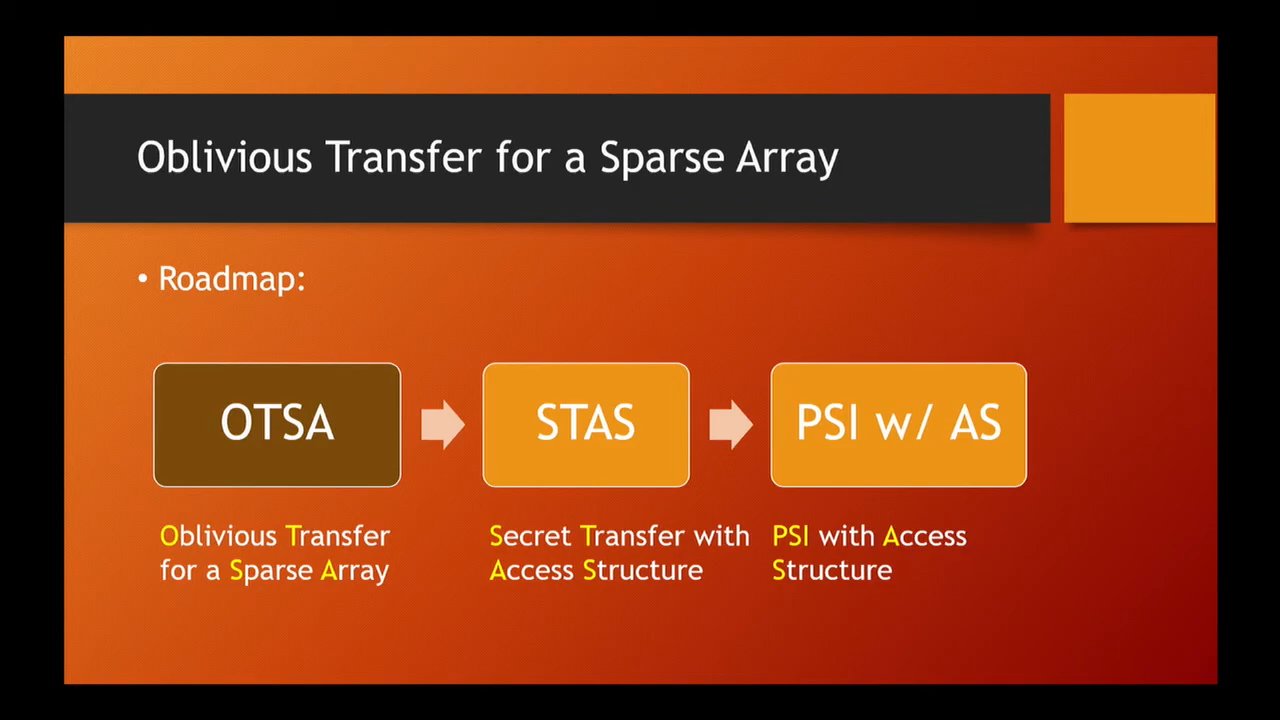 Oblivious Transfer for a Sparse Array
• Roadmap:
OTSA
STAS
PSI w/ AS
Oblivious Transfer
for a Sparse Array
Secret Transfer with
Access Structure
PSI with Access
Structure